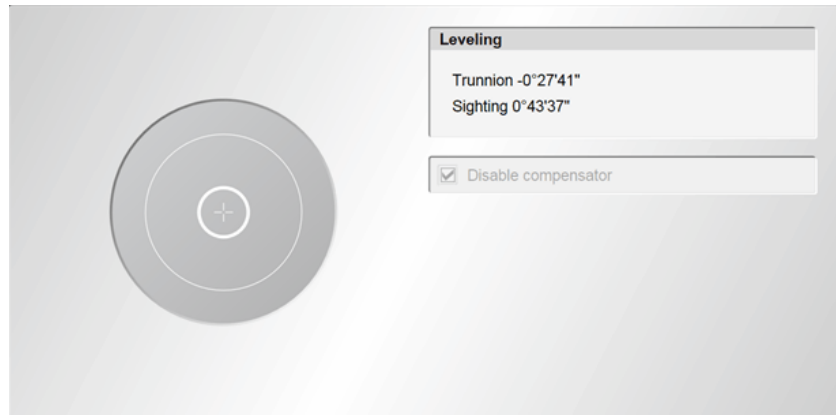 Leveling
Trunnion -0°27'41"
Sighting 0°43'37"
Disable compensator